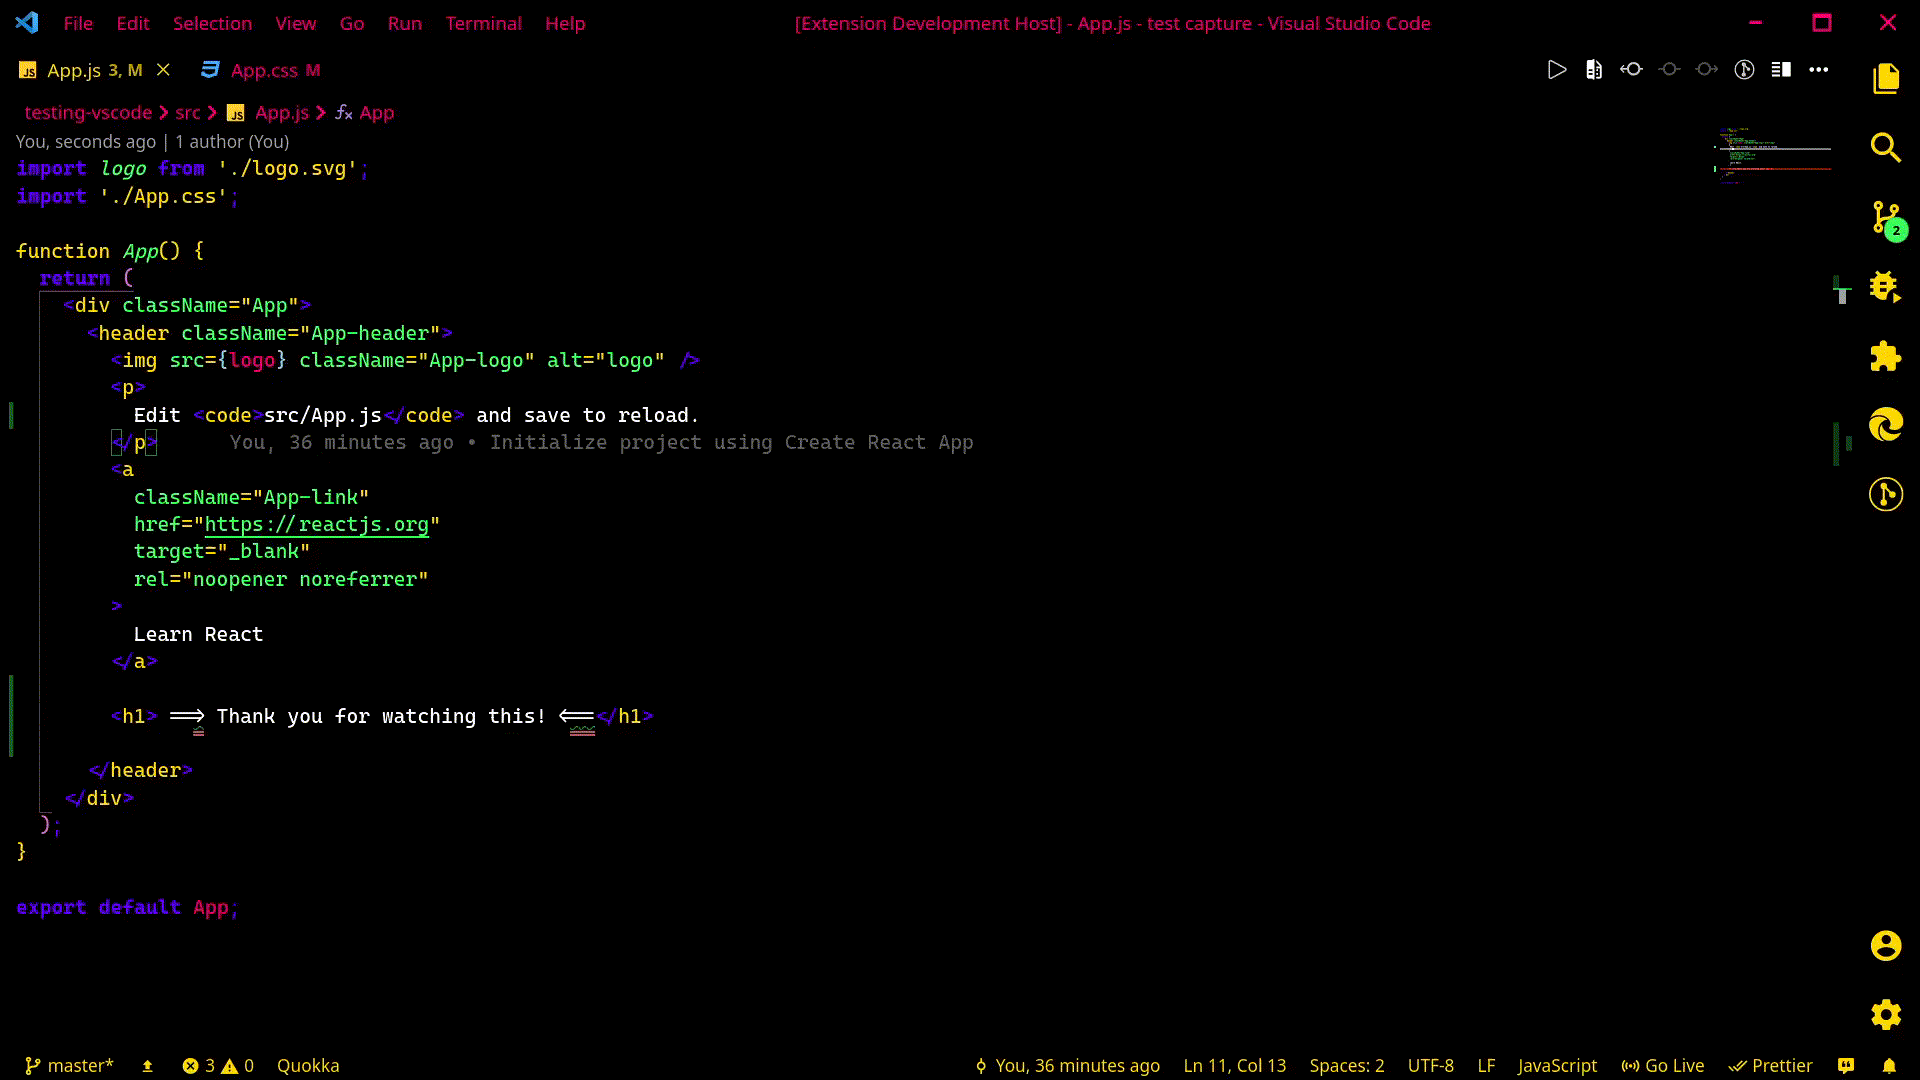 File Edit Selection View Go Run Terminal Help [Extension Development Host] - App.js - test capture - Visual Studio Code
JS App.js 3, M App.css M
testing-vscode > src > JS App.js > fx App
You, seconds ago | 1 author (You)
import logo from './logo.svg';
import './App.css';
function App() {
return (
<div className="App">
<header className="App-header">
<img src={logo} className="App-logo" alt="logo" />
<p>
Edit <code>src/App.js</code> and save to reload.
</p> You, 36 minutes ago • Initialize project using Create React App
<a
className="App-link"
href="https://reactjs.org"
target="_blank"
rel="noopener noreferrer"
>
Learn React
</a>
<h1> ==> Thank you for watching this! <==</h1>
</header>
</div>
);
}
export default App;
2
master* 3 0 Quokka You, 36 minutes ago Ln 11, Col 13 Spaces: 2 UTF-8 LF JavaScript Go Live Prettier